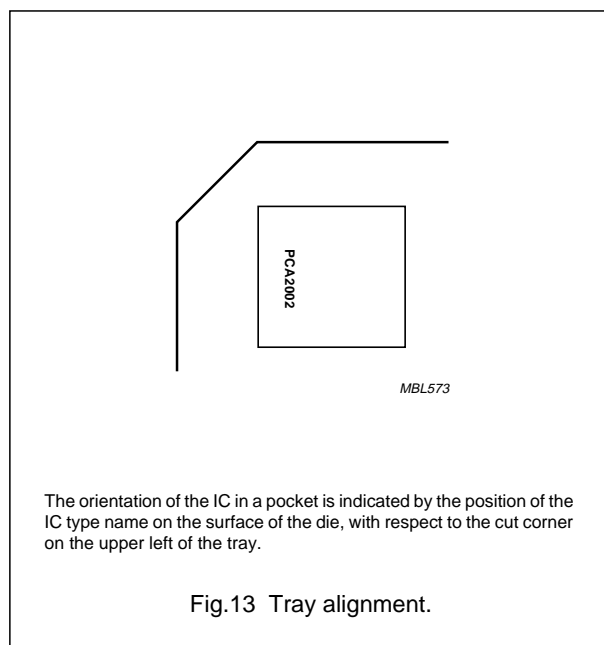 PCA2002
MBL573
The orientation of the IC in a pocket is indicated by the position of the
IC type name on the surface of the die, with respect to the cut corner
on the upper left of the tray.
Fig.13 Tray alignment.